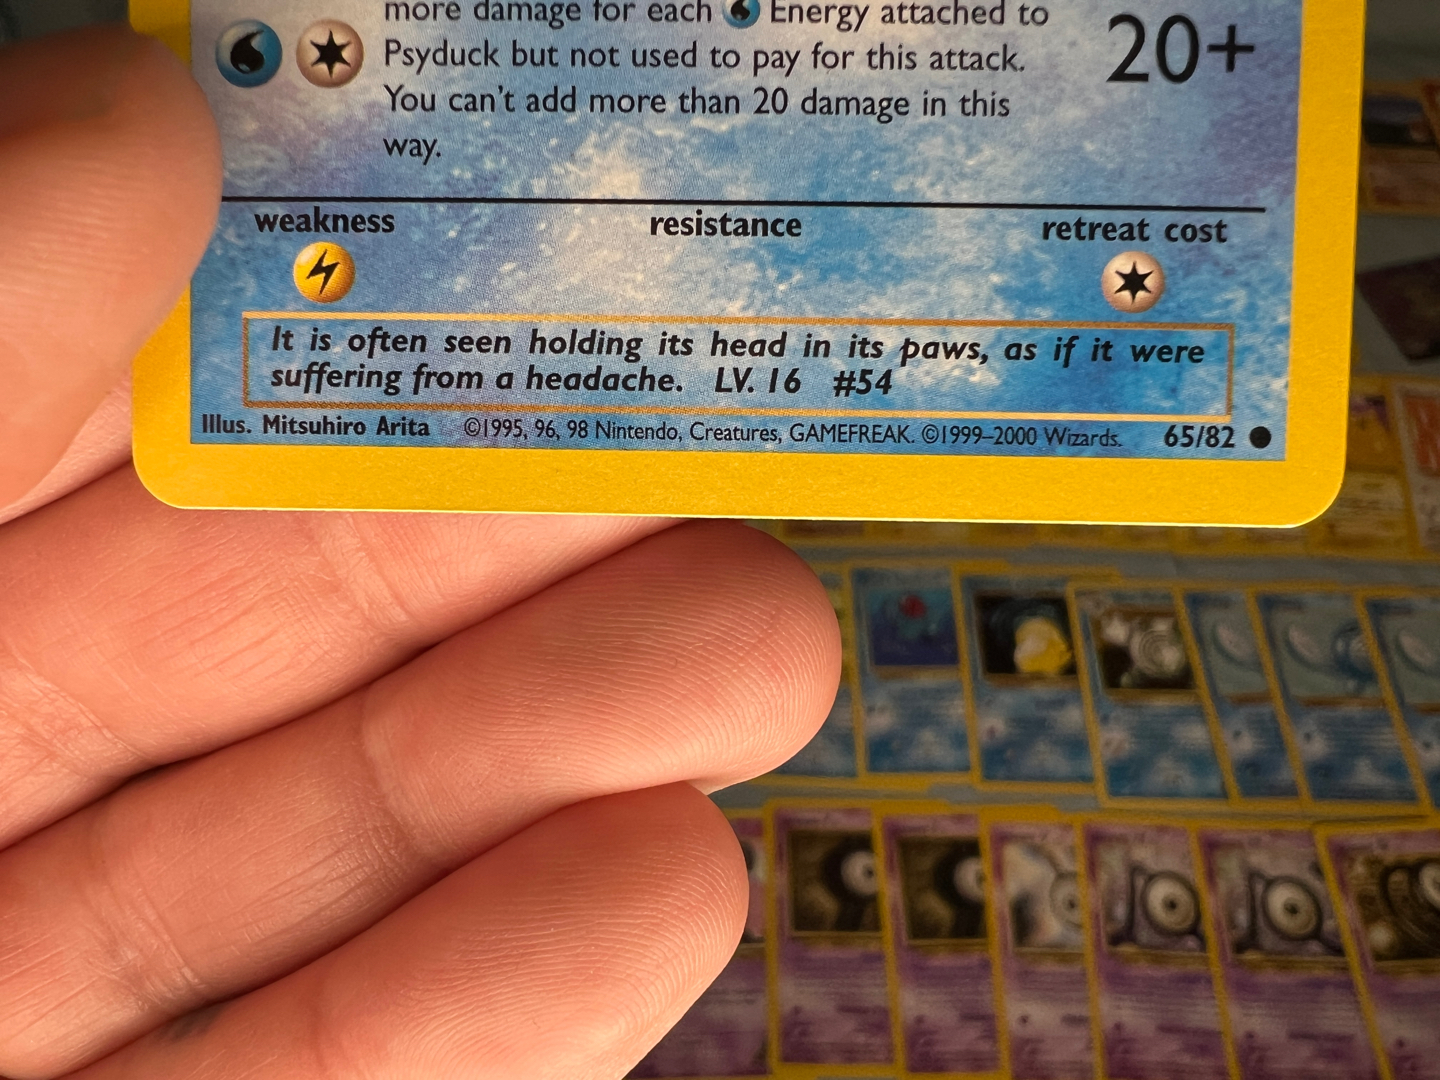 more damage for each Energy attached to
Psyduck but not used to pay for this attack.
You can't add more than 20 damage in this
way.
20+
weakness resistance retreat cost
It is often seen holding its head in its paws, as if it were
suffering from a headache. LV. 16 #54
Illus. Mitsuhiro Arita ©1995, 96, 98 Nintendo, Creatures, GAMEFREAK. ©1999–2000 Wizards. 65/82